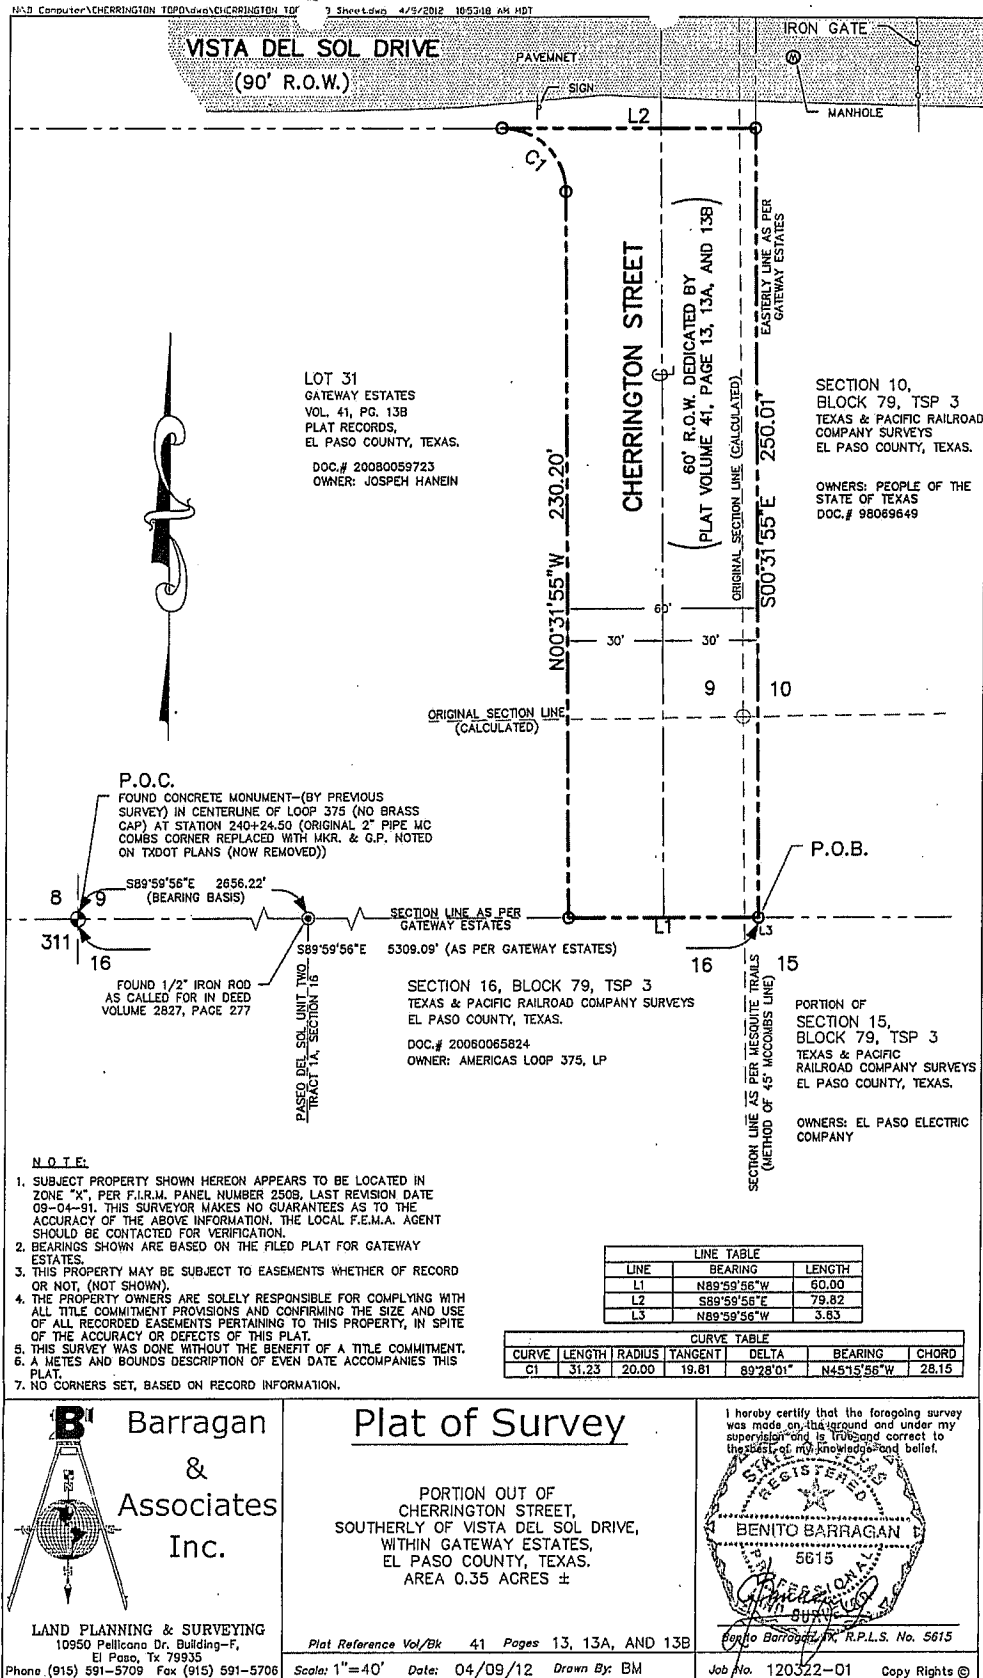 N:\D Computer\CHERRINGTON TOPO\dwg\CHERRINGTON TOP Sheet.dwg 4/9/2012 10:53:18 AM MDT
VISTA DEL SOL DRIVE
(90' R.O.W.)
PAVEMNET
SIGN
IRON GATE
MANHOLE
L2
C1
CHERRINGTON STREET
60' R.O.W. DEDICATED BY
PLAT VOLUME 41, PAGE 13, 13A, AND 13B
ORIGINAL SECTION LINE (CALCULATED)
EASTERLY LINE AS PER
GATEWAY ESTATES
S00°31'55"E 250.01'
N00°31'55"W 230.20'
LOT 31
GATEWAY ESTATES
VOL. 41, PG. 13B
PLAT RECORDS,
EL PASO COUNTY, TEXAS.
DOC.# 20080059723
OWNER: JOSPEH HANEIN
SECTION 10,
BLOCK 79, TSP 3
TEXAS & PACIFIC RAILROAD
COMPANY SURVEYS
EL PASO COUNTY, TEXAS.
OWNERS: PEOPLE OF THE
STATE OF TEXAS
DOC.# 98069649
60'
30' 30'
9 10
ORIGINAL SECTION LINE
(CALCULATED)
P.O.C.
FOUND CONCRETE MONUMENT-(BY PREVIOUS
SURVEY) IN CENTERLINE OF LOOP 375 (NO BRASS
CAP) AT STATION 240+24.50 (ORIGINAL 2" PIPE MC
COMBS CORNER REPLACED WITH MKR. & G.P. NOTED
ON TXDOT PLANS (NOW REMOVED))
P.O.B.
S89°59'56"E 2656.22'
(BEARING BASIS)
8 9
311
16
SECTION LINE AS PER
GATEWAY ESTATES
L1
L3
S89°59'56"E 5309.09' (AS PER GATEWAY ESTATES)
16 15
FOUND 1/2" IRON ROD
AS CALLED FOR IN DEED
VOLUME 2827, PAGE 277
PASEO DEL SOL UNIT TWO
TRACT 1A, SECTION 16
SECTION 16, BLOCK 79, TSP 3
TEXAS & PACIFIC RAILROAD COMPANY SURVEYS
EL PASO COUNTY, TEXAS.
DOC.# 20060065824
OWNER: AMERICAS LOOP 375, LP
SECTION LINE AS PER MESQUITE TRAILS
(METHOD OF 45' MCCOMBS LINE)
PORTION OF
SECTION 15,
BLOCK 79, TSP 3
TEXAS & PACIFIC
RAILROAD COMPANY SURVEYS
EL PASO COUNTY, TEXAS.
OWNERS: EL PASO ELECTRIC
COMPANY
NOTE:
1. SUBJECT PROPERTY SHOWN HEREON APPEARS TO BE LOCATED IN
ZONE "X", PER F.I.R.M. PANEL NUMBER 250B, LAST REVISION DATE
09-04-91. THIS SURVEYOR MAKES NO GUARANTEES AS TO THE
ACCURACY OF THE ABOVE INFORMATION. THE LOCAL F.E.M.A. AGENT
SHOULD BE CONTACTED FOR VERIFICATION.
2. BEARINGS SHOWN ARE BASED ON THE FILED PLAT FOR GATEWAY
ESTATES.
3. THIS PROPERTY MAY BE SUBJECT TO EASEMENTS WHETHER OF RECORD
OR NOT, (NOT SHOWN).
4. THE PROPERTY OWNERS ARE SOLELY RESPONSIBLE FOR COMPLYING WITH
ALL TITLE COMMITMENT PROVISIONS AND CONFIRMING THE SIZE AND USE
OF ALL RECORDED EASEMENTS PERTAINING TO THIS PROPERTY, IN SPITE
OF THE ACCURACY OR DEFECTS OF THIS PLAT.
5. THIS SURVEY WAS DONE WITHOUT THE BENEFIT OF A TITLE COMMITMENT.
6. A METES AND BOUNDS DESCRIPTION OF EVEN DATE ACCOMPANIES THIS
PLAT.
7. NO CORNERS SET, BASED ON RECORD INFORMATION.
LINE TABLE
LINE BEARING LENGTH
L1 N89°59'56"W 60.00
L2 S89°59'56"E 79.82
L3 N89°59'56"W 3.83
CURVE TABLE
CURVE LENGTH RADIUS TANGENT DELTA BEARING CHORD
C1 31.23 20.00 19.81 89°28'01" N45°15'56"W 28.15
B
Barragan
&
Associates
Inc.
LAND PLANNING & SURVEYING
10950 Pellicano Dr. Building-F,
El Paso, Tx 79935
Phone (915) 591-5709 Fax (915) 591-5706
Plat of Survey
PORTION OUT OF
CHERRINGTON STREET,
SOUTHERLY OF VISTA DEL SOL DRIVE,
WITHIN GATEWAY ESTATES,
EL PASO COUNTY, TEXAS.
AREA 0.35 ACRES ±
Plat Reference Vol/Bk 41 Pages 13, 13A, AND 13B
Scale: 1"=40' Date: 04/09/12 Drawn By: BM
I hereby certify that the foregoing survey
was made on the ground and under my
supervision and is true and correct to
the best of my knowledge and belief.
STATE OF TEXAS
REGISTERED
BENITO BARRAGAN
5615
PROFESSIONAL
LAND SURVEYOR
Benito Barragan TX, R.P.L.S. No. 5615
Job No. 120322-01 Copy Rights ©